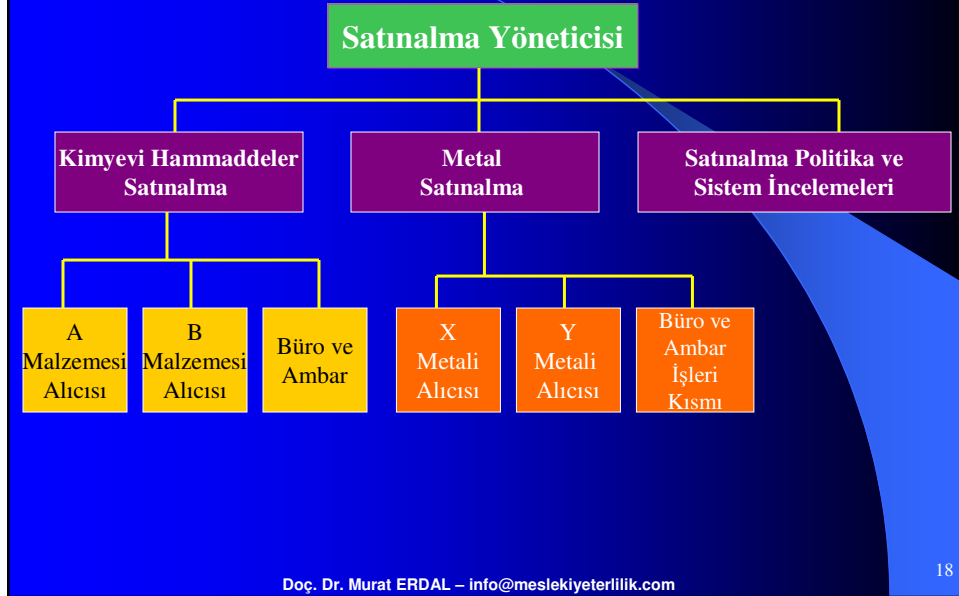 Satınalma Yöneticisi
Kimyevi Hammaddeler
Satınalma
Metal
Satınalma
Satınalma Politika ve
Sistem İncelemeleri
A
Malzemesi
Alıcısı
B
Malzemesi
Alıcısı
Büro ve
Ambar
X
Metali
Alıcısı
Y
Metali
Alıcısı
Büro ve
Ambar
İşleri
Kısmı
Doç. Dr. Murat ERDAL – info@meslekiyeterlilik.com
18